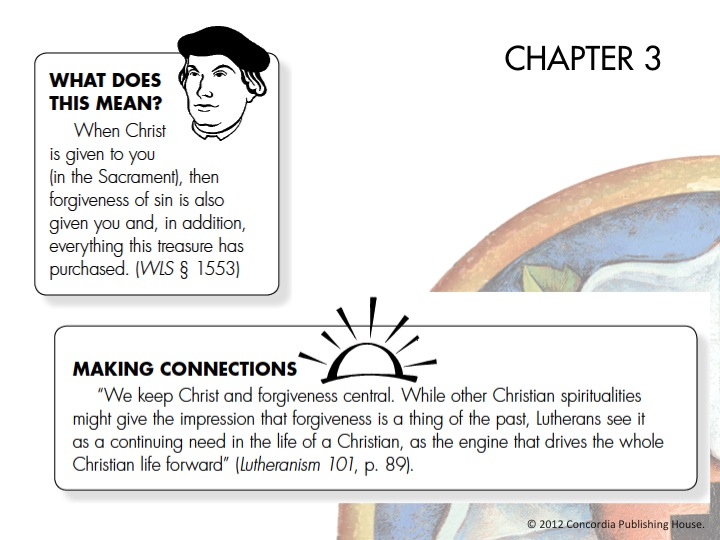 CHAPTER 3
WHAT DOES
THIS MEAN?
When Christ
is given to you
(in the Sacrament), then
forgiveness of sin is also
given you and, in addition,
everything this treasure has
purchased. (WLS § 1553)
MAKING CONNECTIONS
“We keep Christ and forgiveness central. While other Christian spiritualities
might give the impression that forgiveness is a thing of the past, Lutherans see it
as a continuing need in the life of a Christian, as the engine that drives the whole
Christian life forward” (Lutheranism 101, p. 89).
© 2012 Concordia Publishing House.